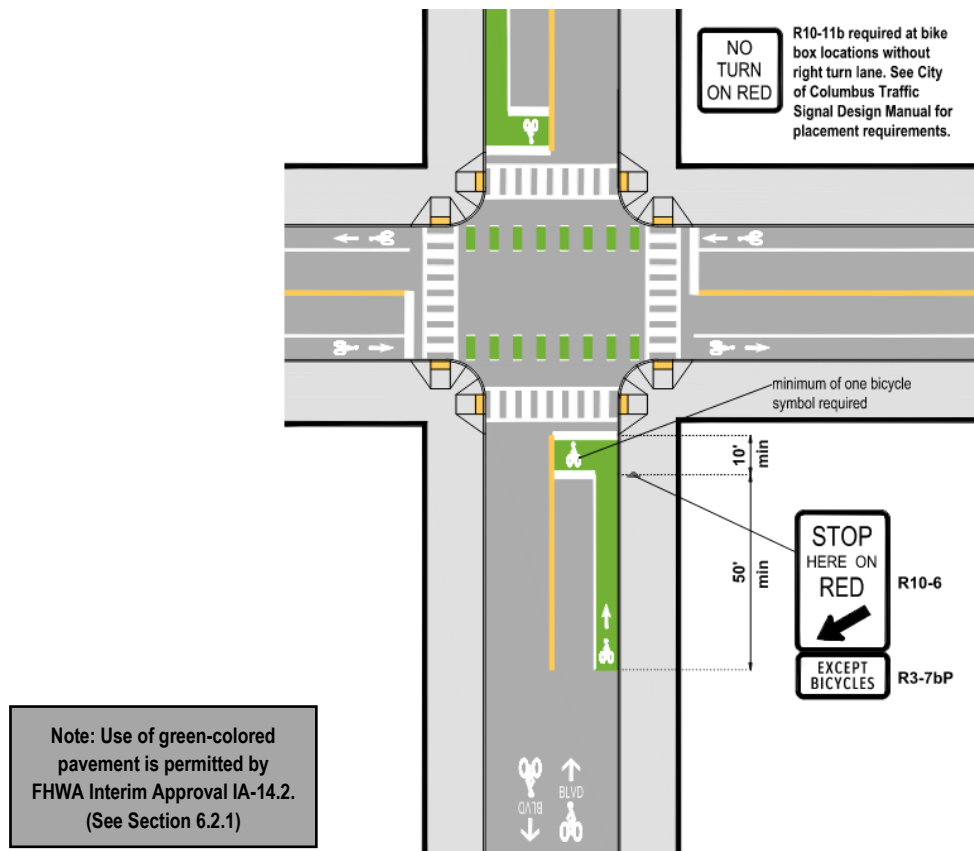 NO
TURN
ON RED
R10-11b required at bike
box locations without
right turn lane. See City
of Columbus Traffic
Signal Design Manual for
placement requirements.
minimum of one bicycle
symbol required
10'
min
50'
min
STOP
HERE ON
RED
R10-6
EXCEPT
BICYCLES
R3-7bP
BLVD
BLVD
Note: Use of green-colored
pavement is permitted by
FHWA Interim Approval IA-14.2.
(See Section 6.2.1)